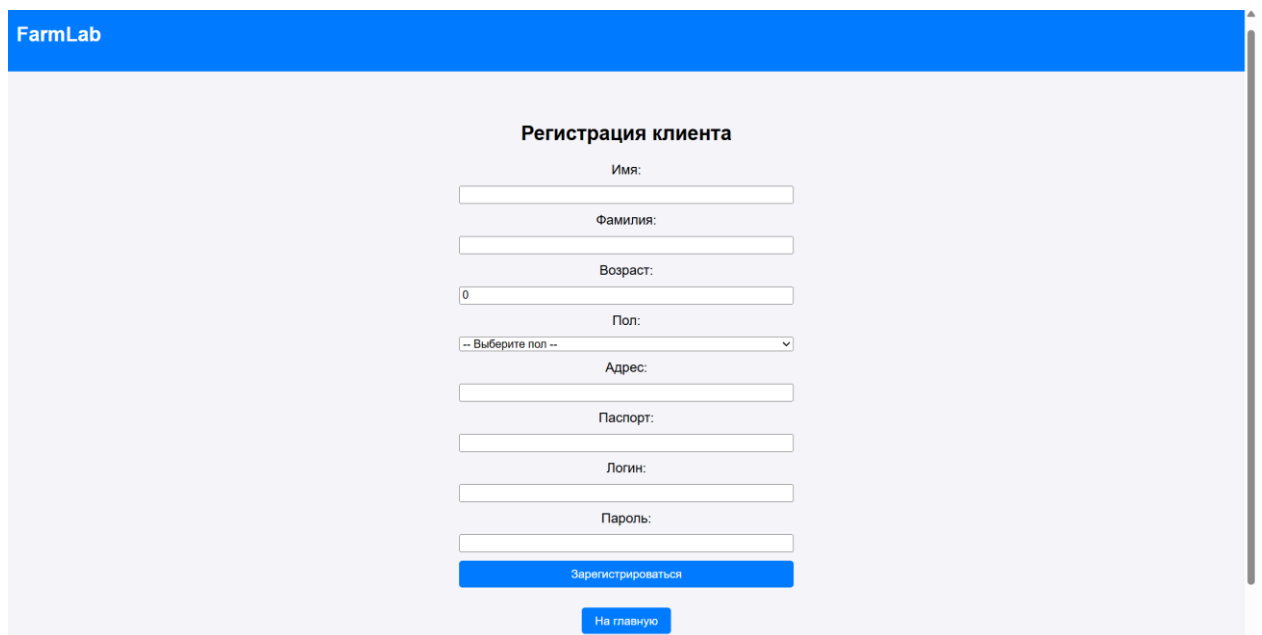 FarmLab
Регистрация клиента
Имя:
Фамилия:
Возраст:
0
Пол:
-- Выберите пол --
Адрес:
Паспорт:
Логин:
Пароль:
Зарегистрироваться
На главную